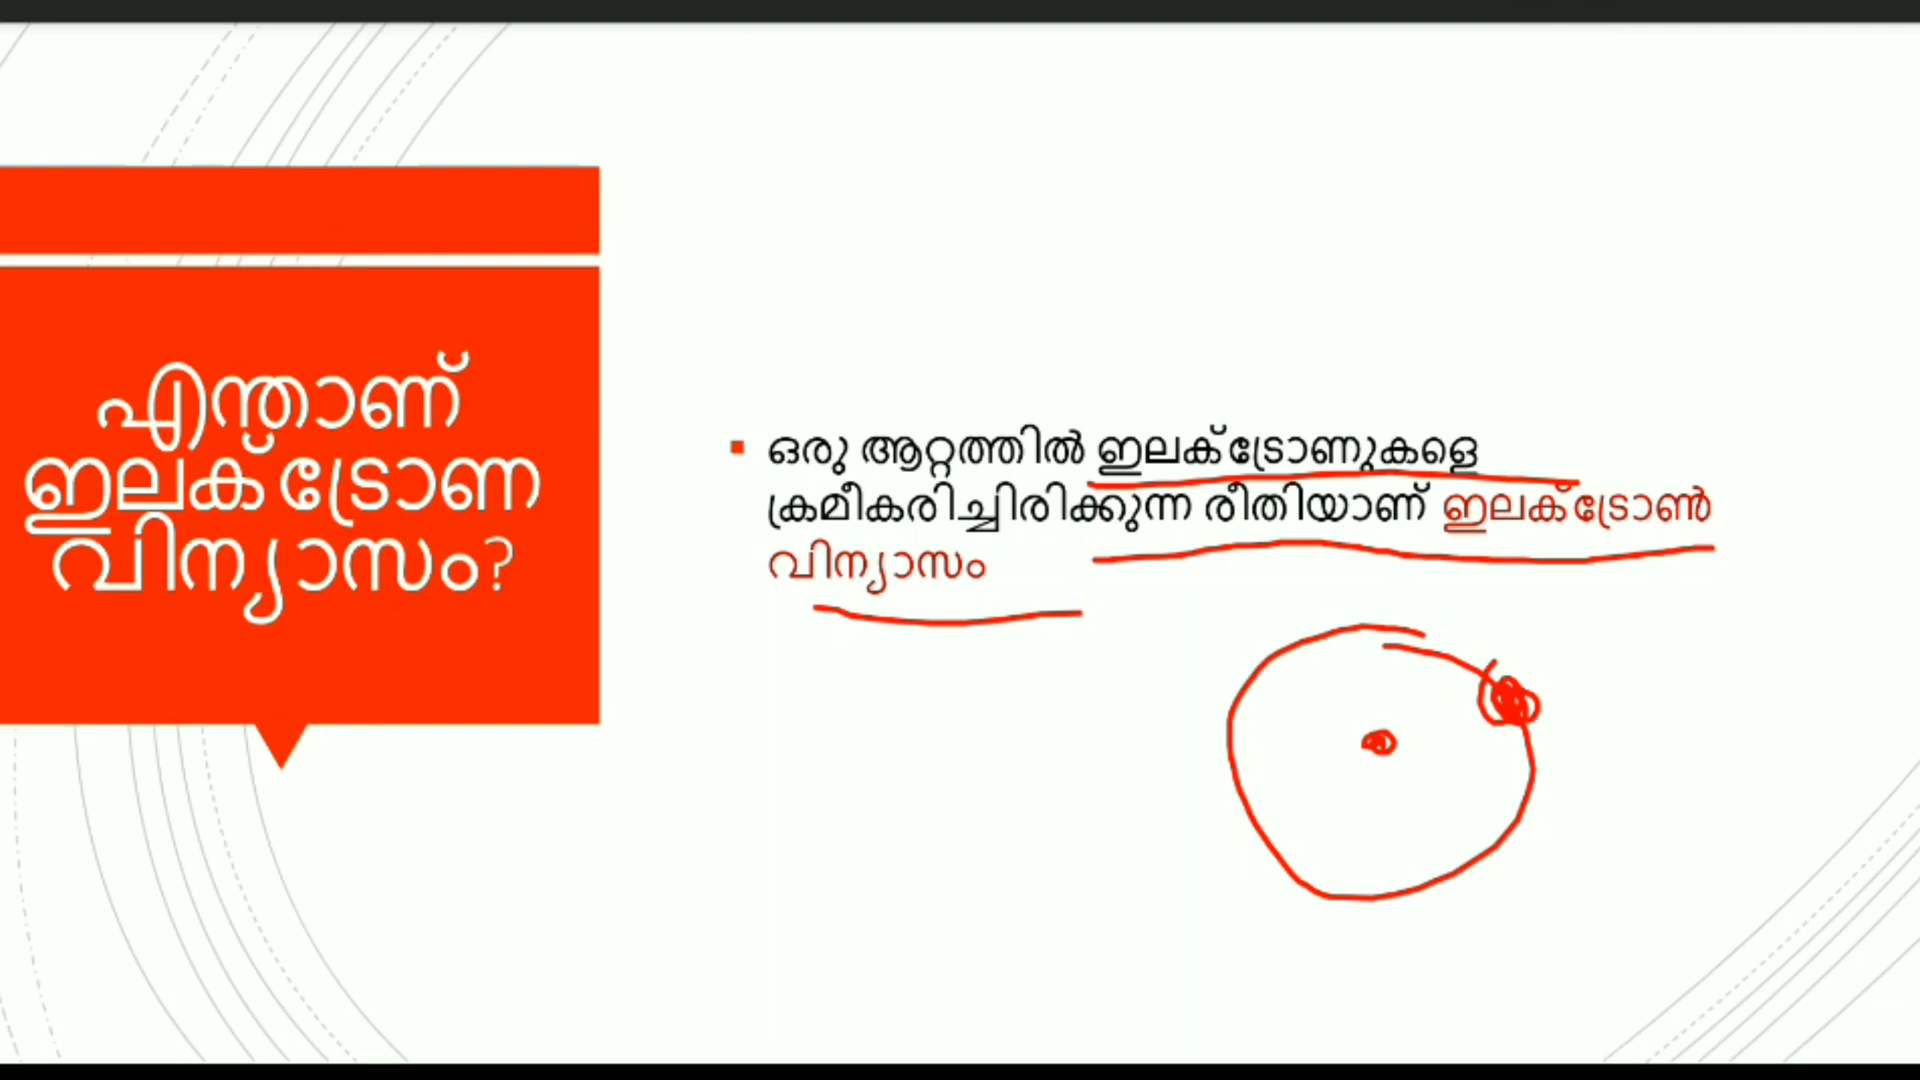 എന്താണ്
ഇലക്ട്രോണ
വിന്യാസം?
ഒരു ആറ്റത്തിൽ ഇലക്ട്രോണുകളെ
ക്രമീകരിച്ചിരിക്കുന്ന രീതിയാണ് ഇലക്ട്രോൺ
വിന്യാസം